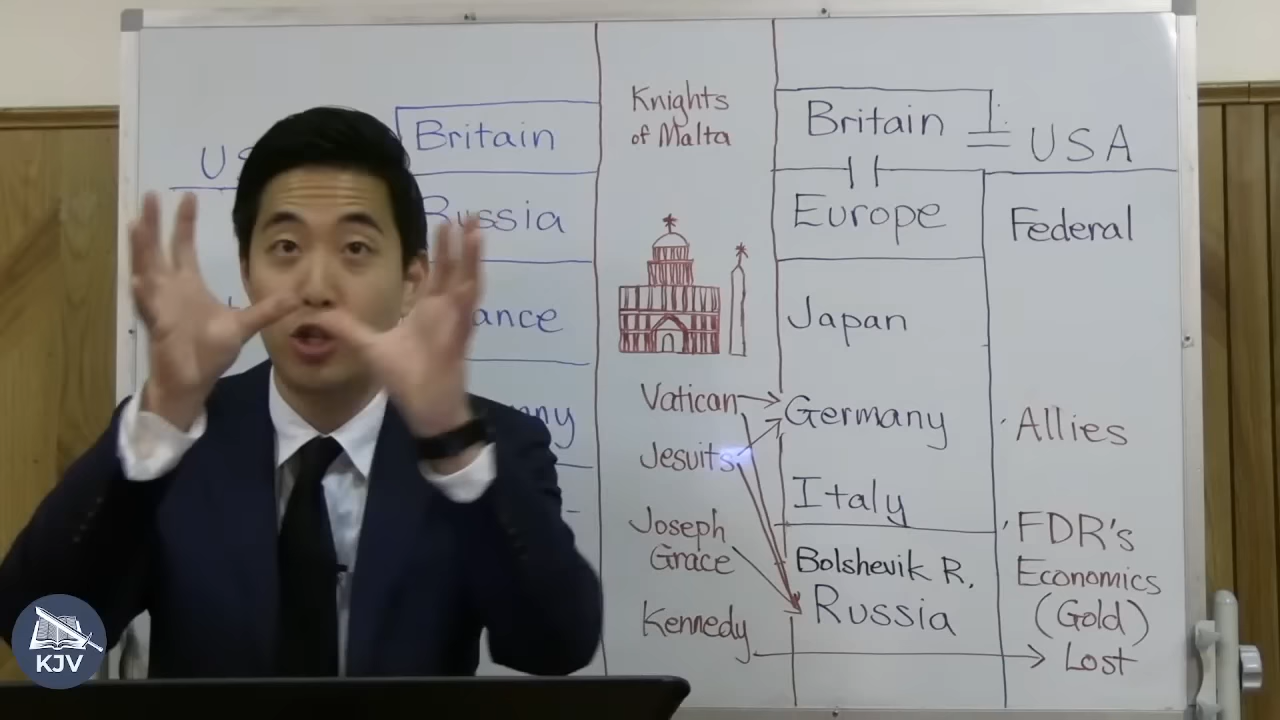 Britain
Russia
Knights
of Malta
Vatican
Jesuits
Joseph
Grace
Kennedy
Britain
Europe
Japan
Germany
Italy
Bolshevik R.
Russia
= USA
Federal
· Allies
· FDR's
Economics
(Gold)
Lost
KJV